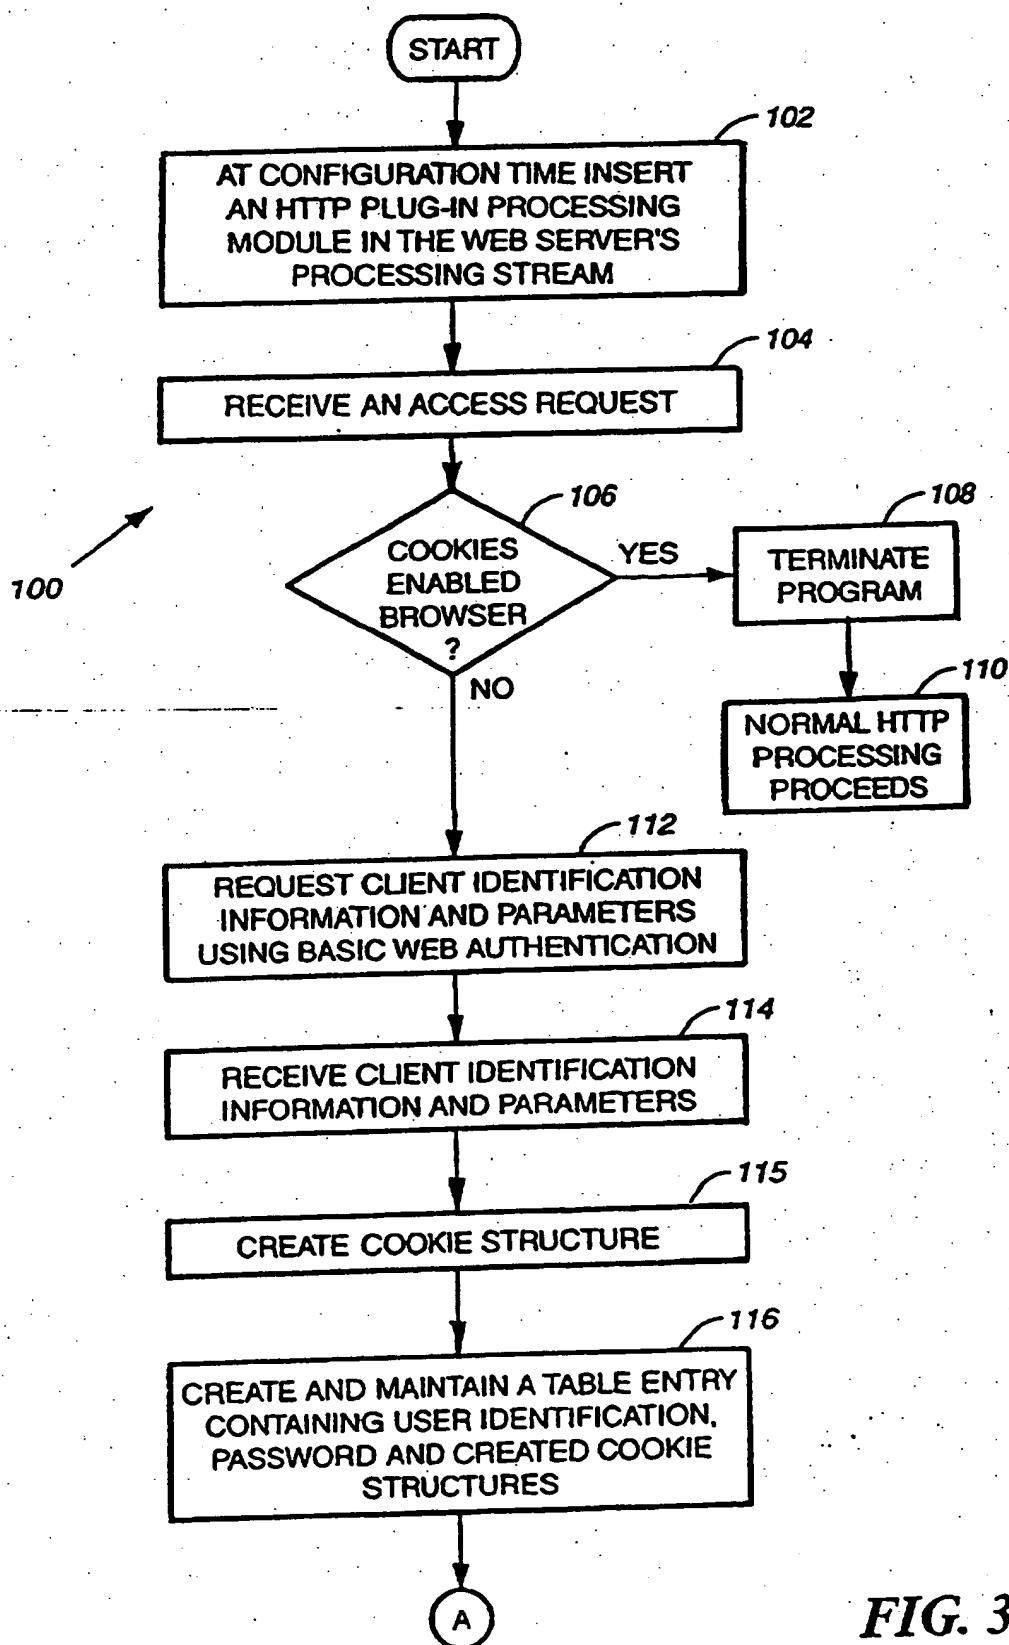 START
102
AT CONFIGURATION TIME INSERT
AN HTTP PLUG-IN PROCESSING
MODULE IN THE WEB SERVER'S
PROCESSING STREAM
104
RECEIVE AN ACCESS REQUEST
106
COOKIES
ENABLED
BROWSER
?
YES
108
TERMINATE
PROGRAM
100
NO
110
NORMAL HTTP
PROCESSING
PROCEEDS
112
REQUEST CLIENT IDENTIFICATION
INFORMATION AND PARAMETERS
USING BASIC WEB AUTHENTICATION
114
RECEIVE CLIENT IDENTIFICATION
INFORMATION AND PARAMETERS
115
CREATE COOKIE STRUCTURE
116
CREATE AND MAINTAIN A TABLE ENTRY
CONTAINING USER IDENTIFICATION,
PASSWORD AND CREATED COOKIE
STRUCTURES
A
FIG. 3